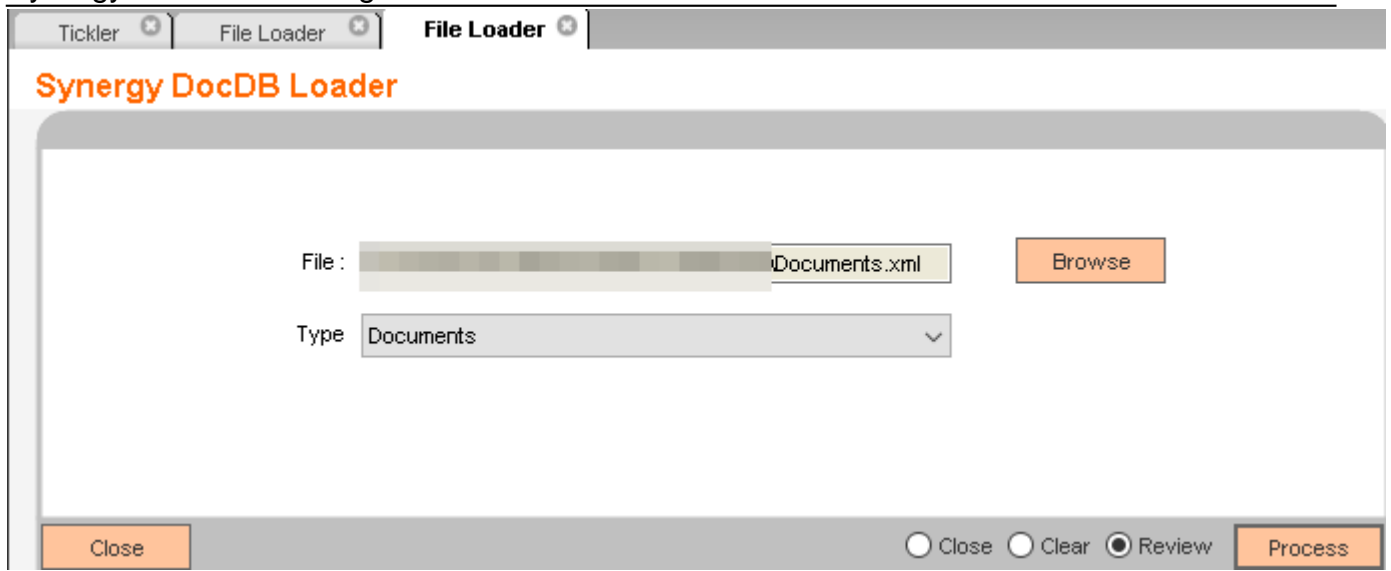 Tickler File Loader File Loader
Synergy DocDB Loader
File : \Documents.xml Browse
Type Documents
Close Close Clear Review Process